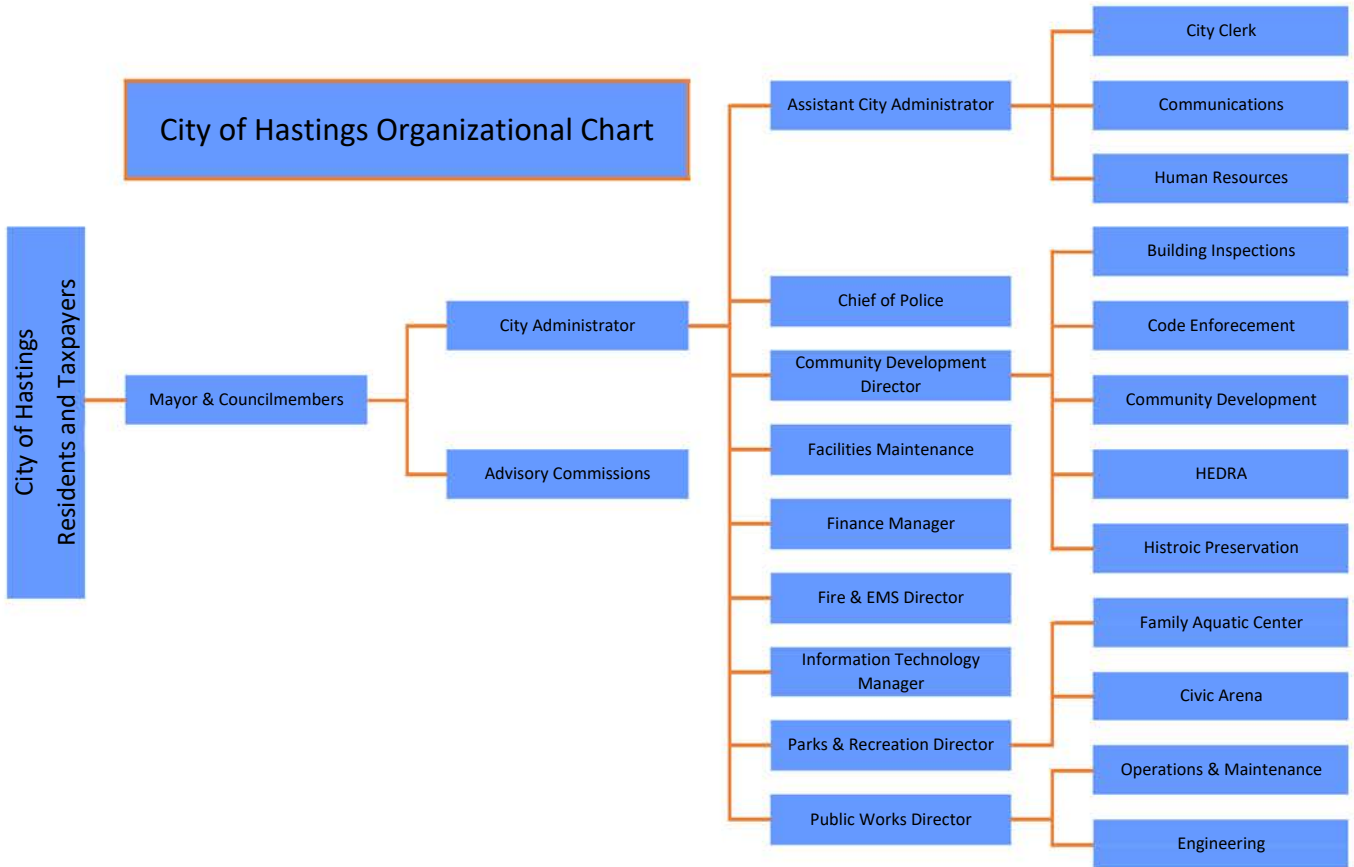 City of Hastings Organizational Chart
City of Hastings
Residents and Taxpayers
Mayor & Councilmembers
City Administrator
Advisory Commissions
Assistant City Administrator
Chief of Police
Community Development
Director
Facilities Maintenance
Finance Manager
Fire & EMS Director
Information Technology
Manager
Parks & Recreation Director
Public Works Director
City Clerk
Communications
Human Resources
Building Inspections
Code Enforecement
Community Development
HEDRA
Histroic Preservation
Family Aquatic Center
Civic Arena
Operations & Maintenance
Engineering